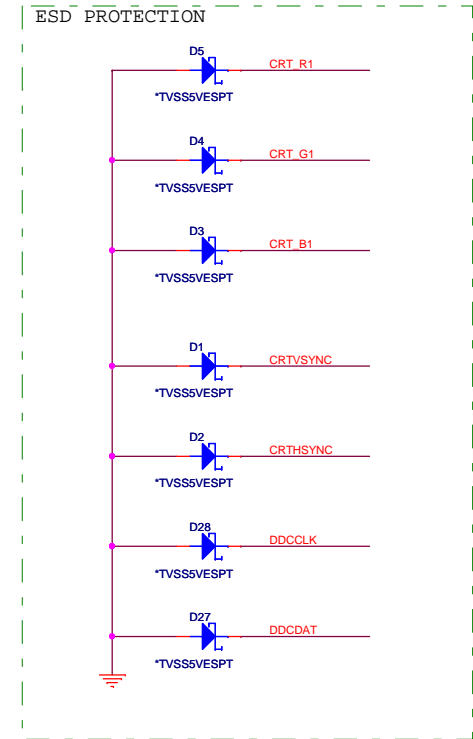 ESD PROTECTION
D5
CRT_R1
*TVSS5VESPT
D4
CRT_G1
*TVSS5VESPT
D3
CRT_B1
*TVSS5VESPT
D1
CRTVSYNC
*TVSS5VESPT
D2
CRTHSYNC
*TVSS5VESPT
D28
DDCCLK
*TVSS5VESPT
D27
DDCDAT
*TVSS5VESPT